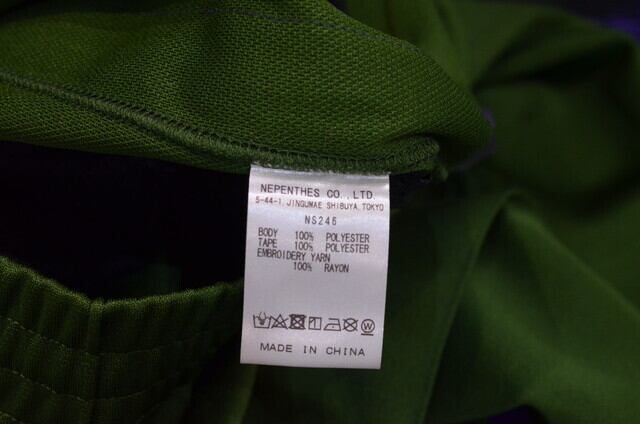 NEPENTHES CO., LTD.
5-44-1, JINGUMAE SHIBUYA, TOKYO
NS246
BODY 100% POLYESTER
TAPE 100% POLYESTER
EMBROIDERY YARN
100% RAYON
MADE IN CHINA